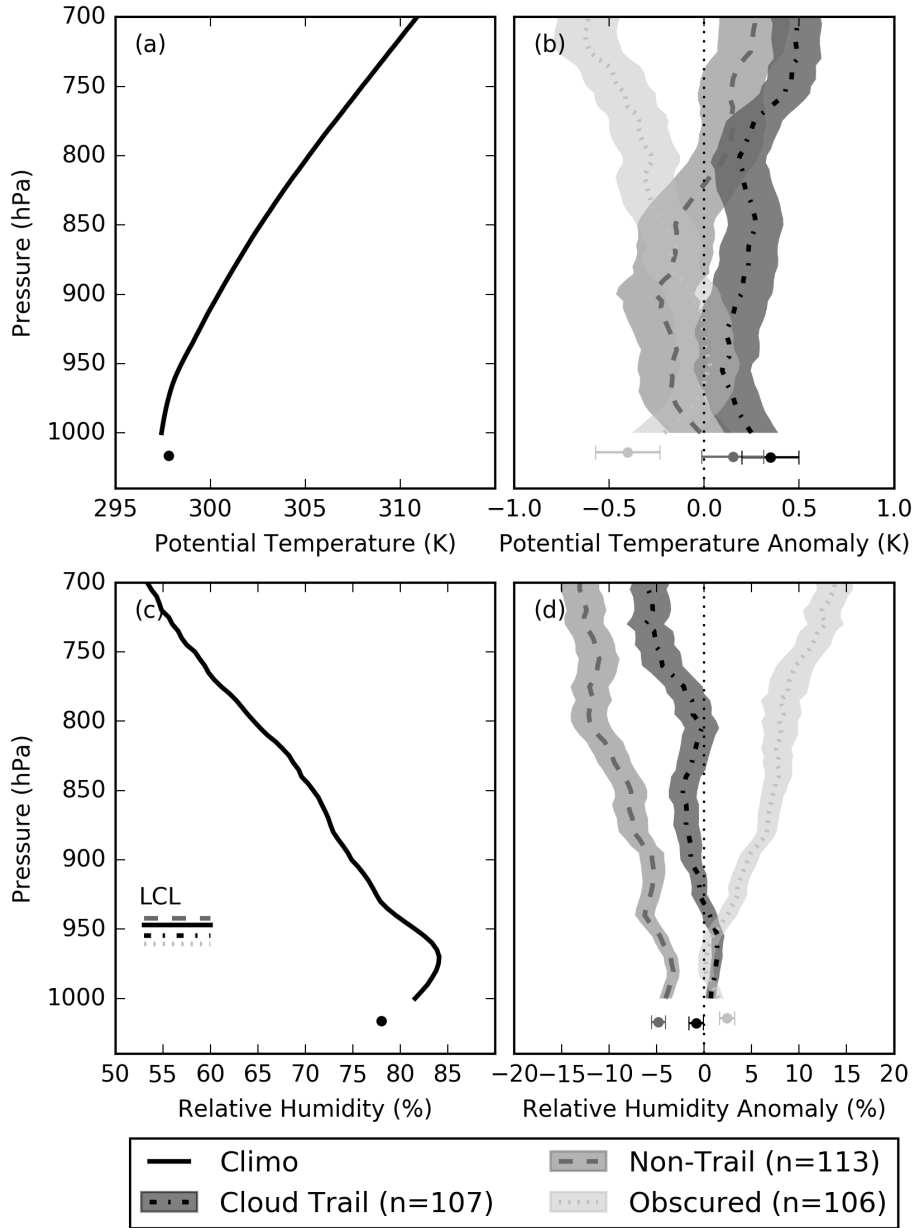 (a)
700
750
800
850
900
950
1000
Pressure (hPa)
295 300 305 310
Potential Temperature (K)
(b)
−1.0 −0.5 0.0 0.5 1.0
Potential Temperature Anomaly (K)
(c)
700
750
800
850
900
950
1000
Pressure (hPa)
LCL
50 55 60 65 70 75 80 85
Relative Humidity (%)
(d)
−20 −15 −10 −5 0 5 10 15 20
Relative Humidity Anomaly (%)
Climo
Cloud Trail (n=107)
Non-Trail (n=113)
Obscured (n=106)